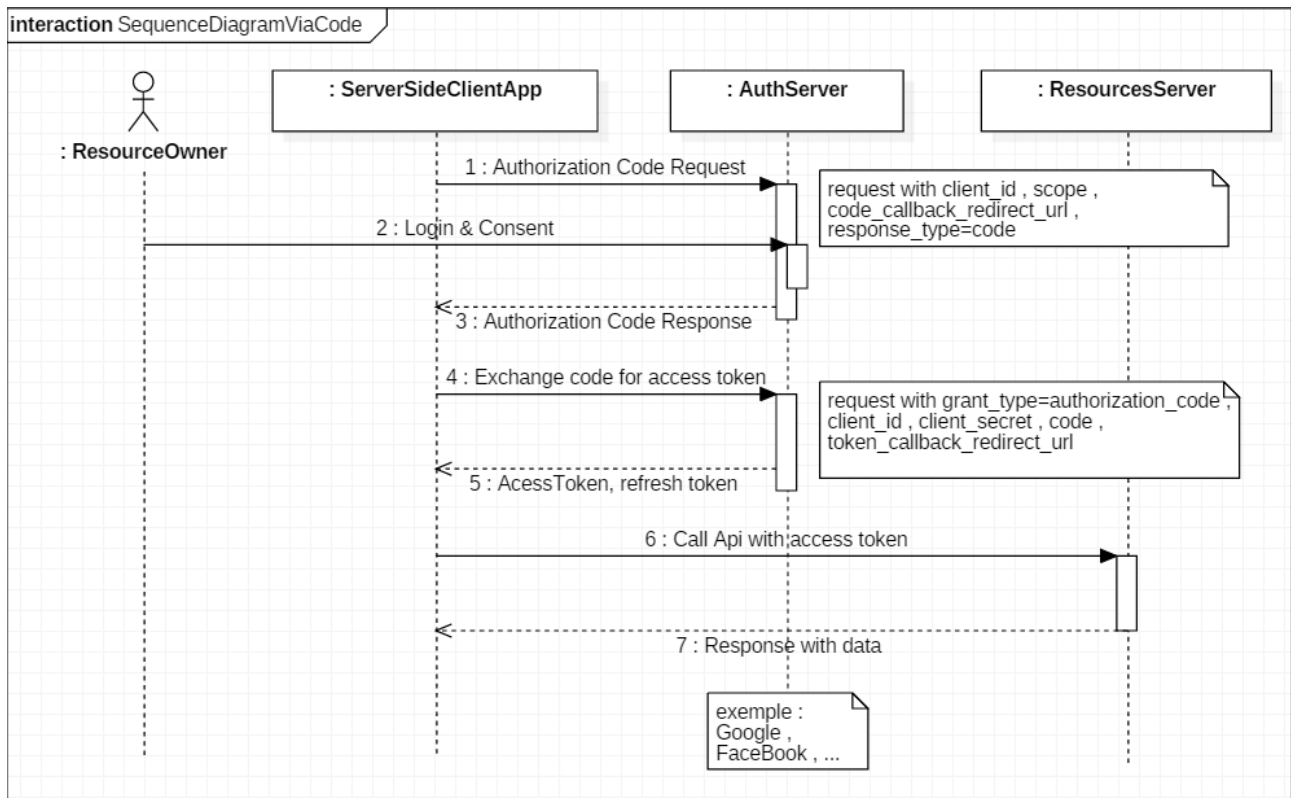 interaction SequenceDiagramViaCode
: ResourceOwner
: ServerSideClientApp
: AuthServer
: ResourcesServer
1 : Authorization Code Request
request with client_id , scope ,
code_callback_redirect_url ,
response_type=code
2 : Login & Consent
3 : Authorization Code Response
4 : Exchange code for access token
request with grant_type=authorization_code ,
client_id , client_secret , code ,
token_callback_redirect_url
5 : AcessToken, refresh token
6 : Call Api with access token
7 : Response with data
exemple :
Google ,
FaceBook , ...